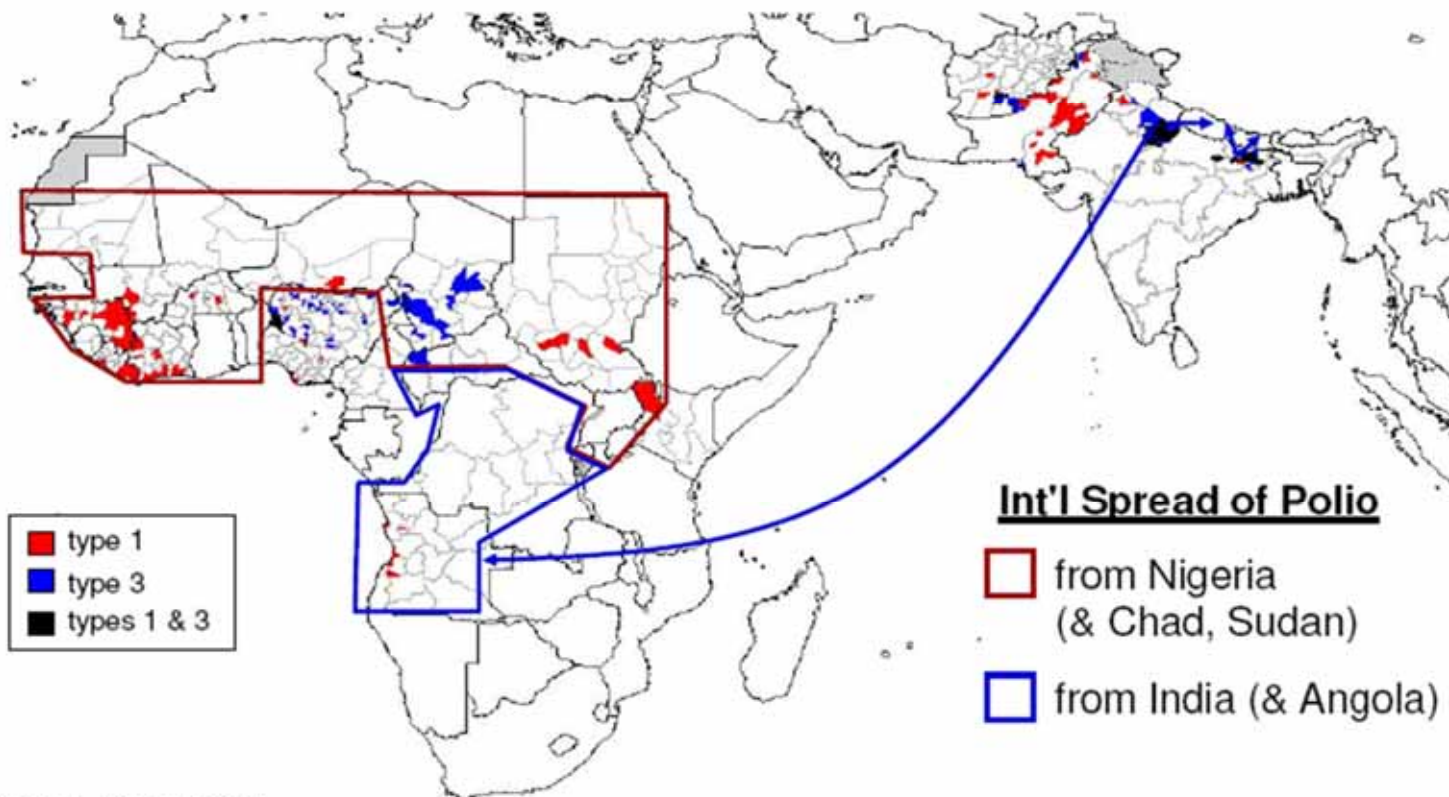 type 1
type 3
types 1 & 3
Int'l Spread of Polio
from Nigeria
(& Chad, Sudan)
from India (& Angola)